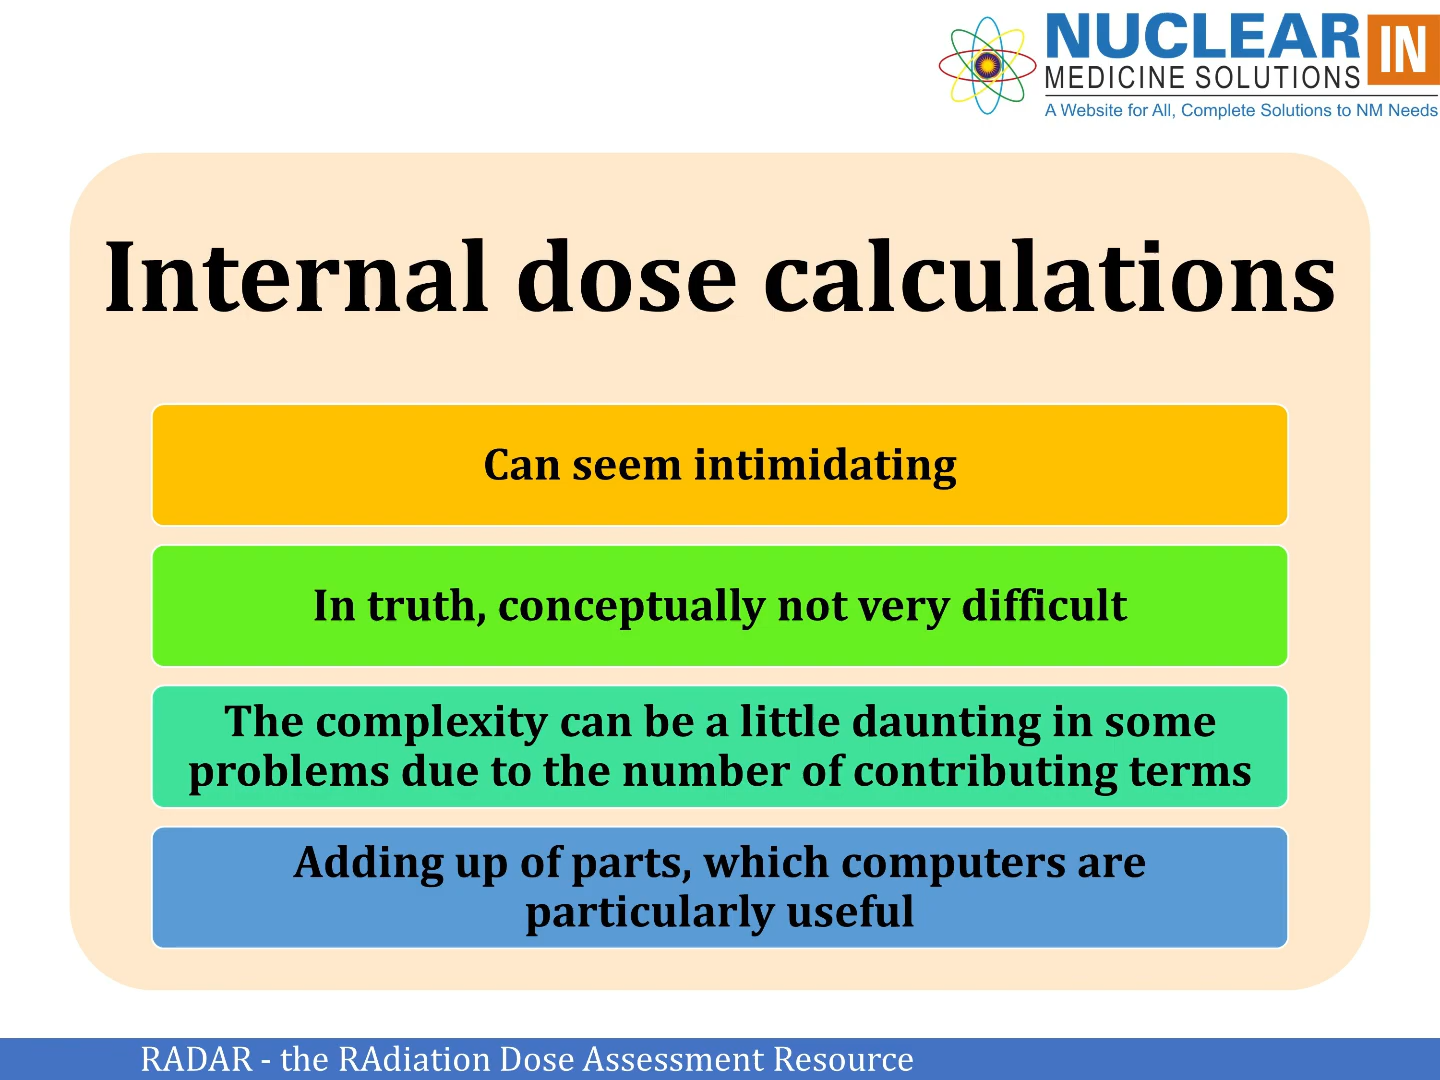 NUCLEAR IN
MEDICINE SOLUTIONS
A Website for All, Complete Solutions to NM Needs
Internal dose calculations
Can seem intimidating
In truth, conceptually not very difficult
The complexity can be a little daunting in some
problems due to the number of contributing terms
Adding up of parts, which computers are
particularly useful
RADAR - the RAdiation Dose Assessment Resource